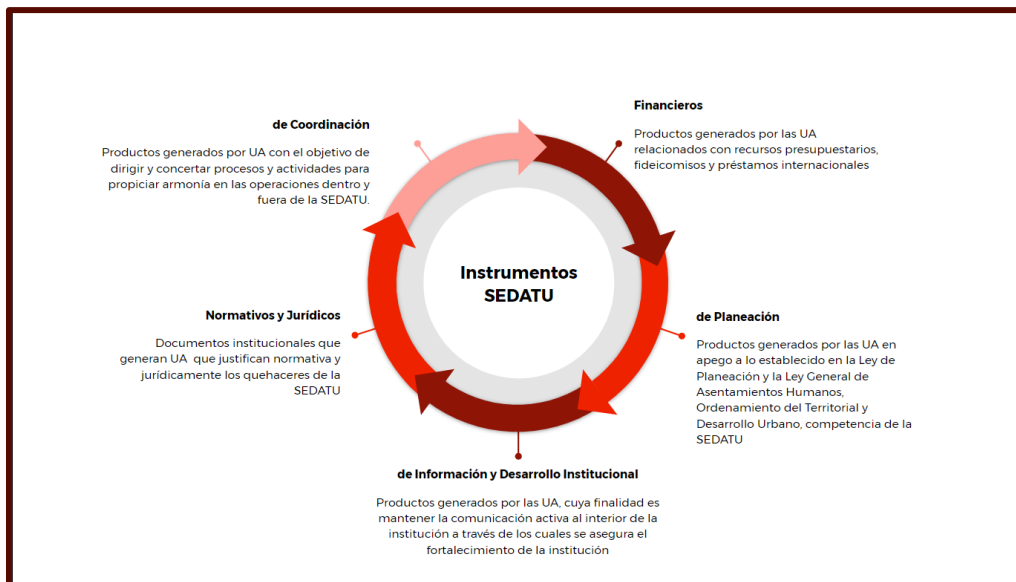 de Coordinación
Productos generados por UA con el objetivo de
dirigir y concertar procesos y actividades para
propiciar armonía en las operaciones dentro y
fuera de la SEDATU.
Financieros
Productos generados por las UA
relacionados con recursos presupuestarios,
fideicomisos y préstamos internacionales
Instrumentos
SEDATU
Normativos y Jurídicos
Documentos institucionales que
generan UA que justifican normativa y
jurídicamente los quehaceres de la
SEDATU
de Planeación
Productos generados por las UA en
apego a lo establecido en la Ley de
Planeación y la Ley General de
Asentamientos Humanos,
Ordenamiento del Territorial y
Desarrollo Urbano, competencia de la
SEDATU
de Información y Desarrollo Institucional
Productos generados por las UA, cuya finalidad es
mantener la comunicación activa al interior de la
institución a través de los cuales se asegura el
fortalecimiento de la institución